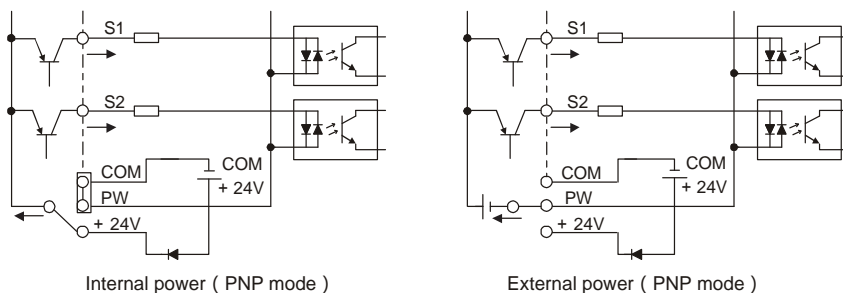 S1
S2
COM
COM
+ 24V
PW
+ 24V
Internal power ( PNP mode )
S1
S2
COM
COM
+ 24V
PW
+ 24V
External power ( PNP mode )